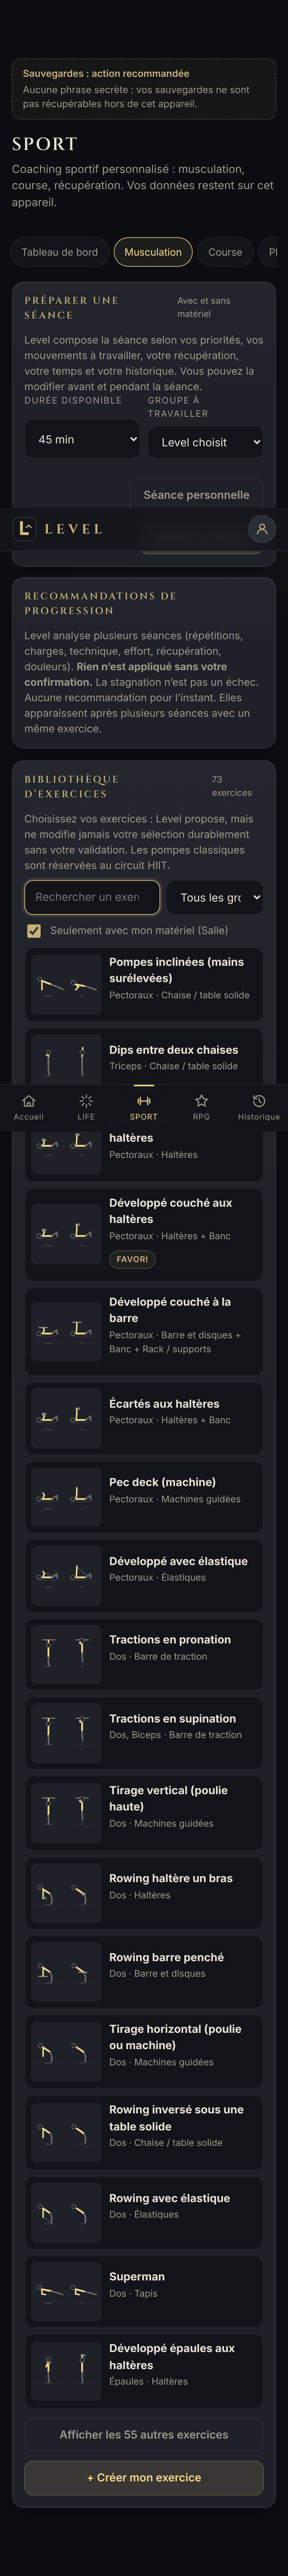 Sauvegardes : action recommandée
Aucune phrase secrète : vos sauvegardes ne sont
pas récupérables hors de cet appareil.
SPORT
Coaching sportif personnalisé : musculation,
course, récupération. Vos données restent sur cet
appareil.
Tableau de bord
Musculation
Course
Pl
PRÉPARER UNE
SÉANCE
Avec et sans
matériel
Level compose la séance selon vos priorités, vos
mouvements à travailler, votre récupération,
votre temps et votre historique. Vous pouvez la
modifier avant et pendant la séance.
DURÉE DISPONIBLE
GROUPE À
TRAVAILLER
45 min
Level choisit
Séance personnelle
LEVEL
RECOMMANDATIONS DE
PROGRESSION
Level analyse plusieurs séances (répétitions,
charges, technique, effort, récupération,
douleurs). Rien n'est appliqué sans votre
confirmation. La stagnation n'est pas un échec.
Aucune recommandation pour l'instant. Elles
apparaissent après plusieurs séances avec un
même exercice.
BIBLIOTHÈQUE
D'EXERCICES
73
exercices
Choisissez vos exercices : Level propose, mais
ne modifie jamais votre sélection durablement
sans votre validation. Les pompes classiques
sont réservées au circuit HIIT.
Rechercher un exer
Tous les gro
Seulement avec mon matériel (Salle)
Pompes inclinées (mains
surélevées)
Pectoraux · Chaise / table solide
Dips entre deux chaises
Triceps · Chaise / table solide
Accueil
LIFE
SPORT
RPG
Historique
haltères
Pectoraux · Haltères
Développé couché aux
haltères
Pectoraux · Haltères + Banc
FAVORI
Développé couché à la
barre
Pectoraux · Barre et disques +
Banc + Rack / supports
Écartés aux haltères
Pectoraux · Haltères + Banc
Pec deck (machine)
Pectoraux · Machines guidées
Développé avec élastique
Pectoraux · Élastiques
Tractions en pronation
Dos · Barre de traction
Tractions en supination
Dos, Biceps · Barre de traction
Tirage vertical (poulie
haute)
Dos · Machines guidées
Rowing haltère un bras
Dos · Haltères
Rowing barre penché
Dos · Barre et disques
Tirage horizontal (poulie
ou machine)
Dos · Machines guidées
Rowing inversé sous une
table solide
Dos · Chaise / table solide
Rowing avec élastique
Dos · Élastiques
Superman
Dos · Tapis
Développé épaules aux
haltères
Épaules · Haltères
Afficher les 55 autres exercices
+ Créer mon exercice